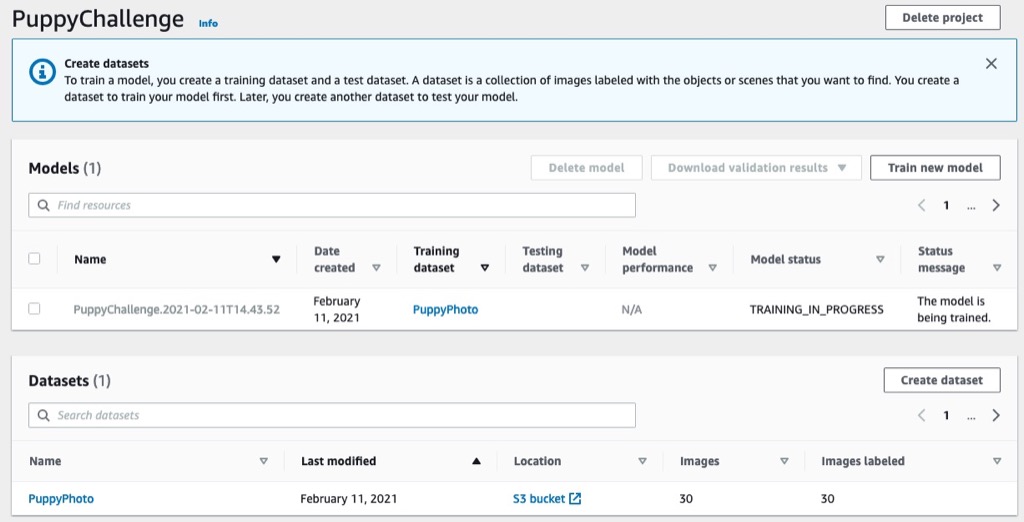 PuppyChallenge Info
Delete project
Create datasets
To train a model, you create a training dataset and a test dataset. A dataset is a collection of images labeled with the objects or scenes that you want to find. You create a
dataset to train your model first. Later, you create another dataset to test your model.
Models (1)
Delete model
Download validation results
Train new model
Find resources
1 ...
Name
Date
created
Training
dataset
Testing
dataset
Model
performance
Model status
Status
message
PuppyChallenge.2021-02-11T14.43.52
February
11, 2021
PuppyPhoto
N/A
TRAINING_IN_PROGRESS
The model is
being trained.
Datasets (1)
Create dataset
Search datasets
1 ...
Name
Last modified
Location
Images
Images labeled
PuppyPhoto
February 11, 2021
S3 bucket
30
30